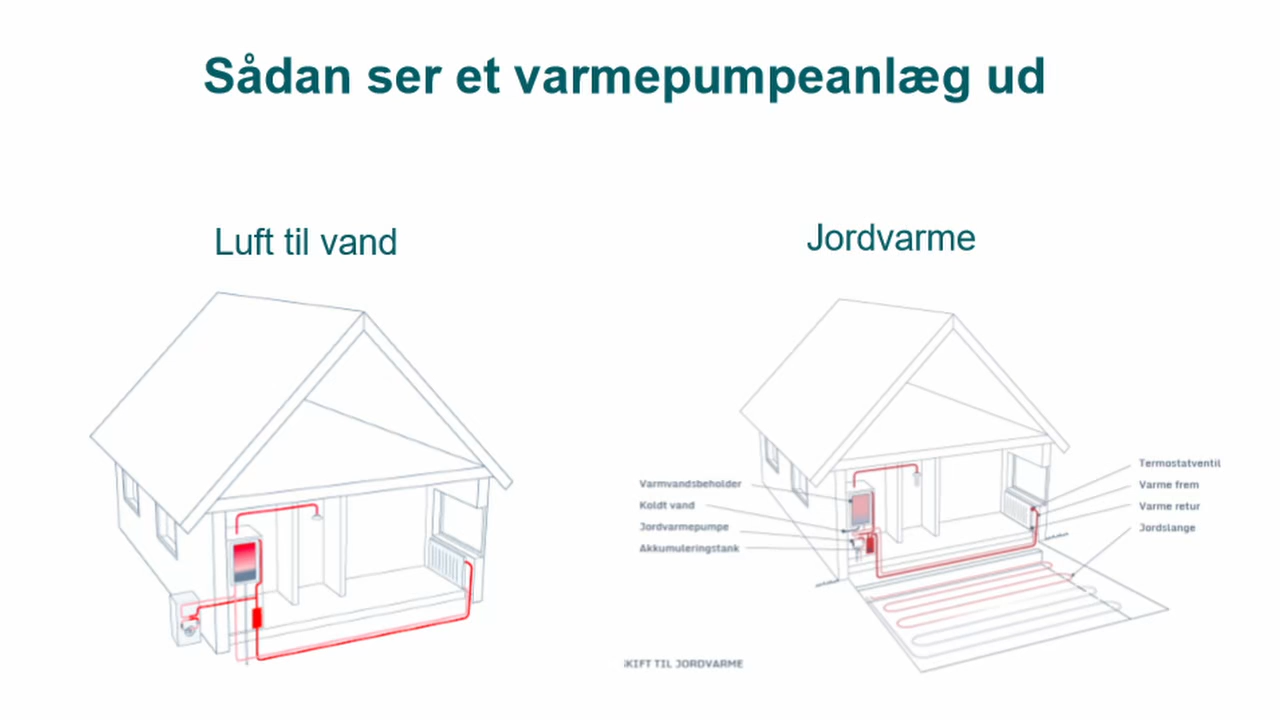 Sådan ser et varmepumpeanlæg ud
Luft til vand
Jordvarme
Varmvandsbeholder
Koldt vand
Jordvarmepumpe
Akkumuleringstank
Termostatventil
Varme frem
Varme retur
Jordslange
SKIFT TIL JORDVARME